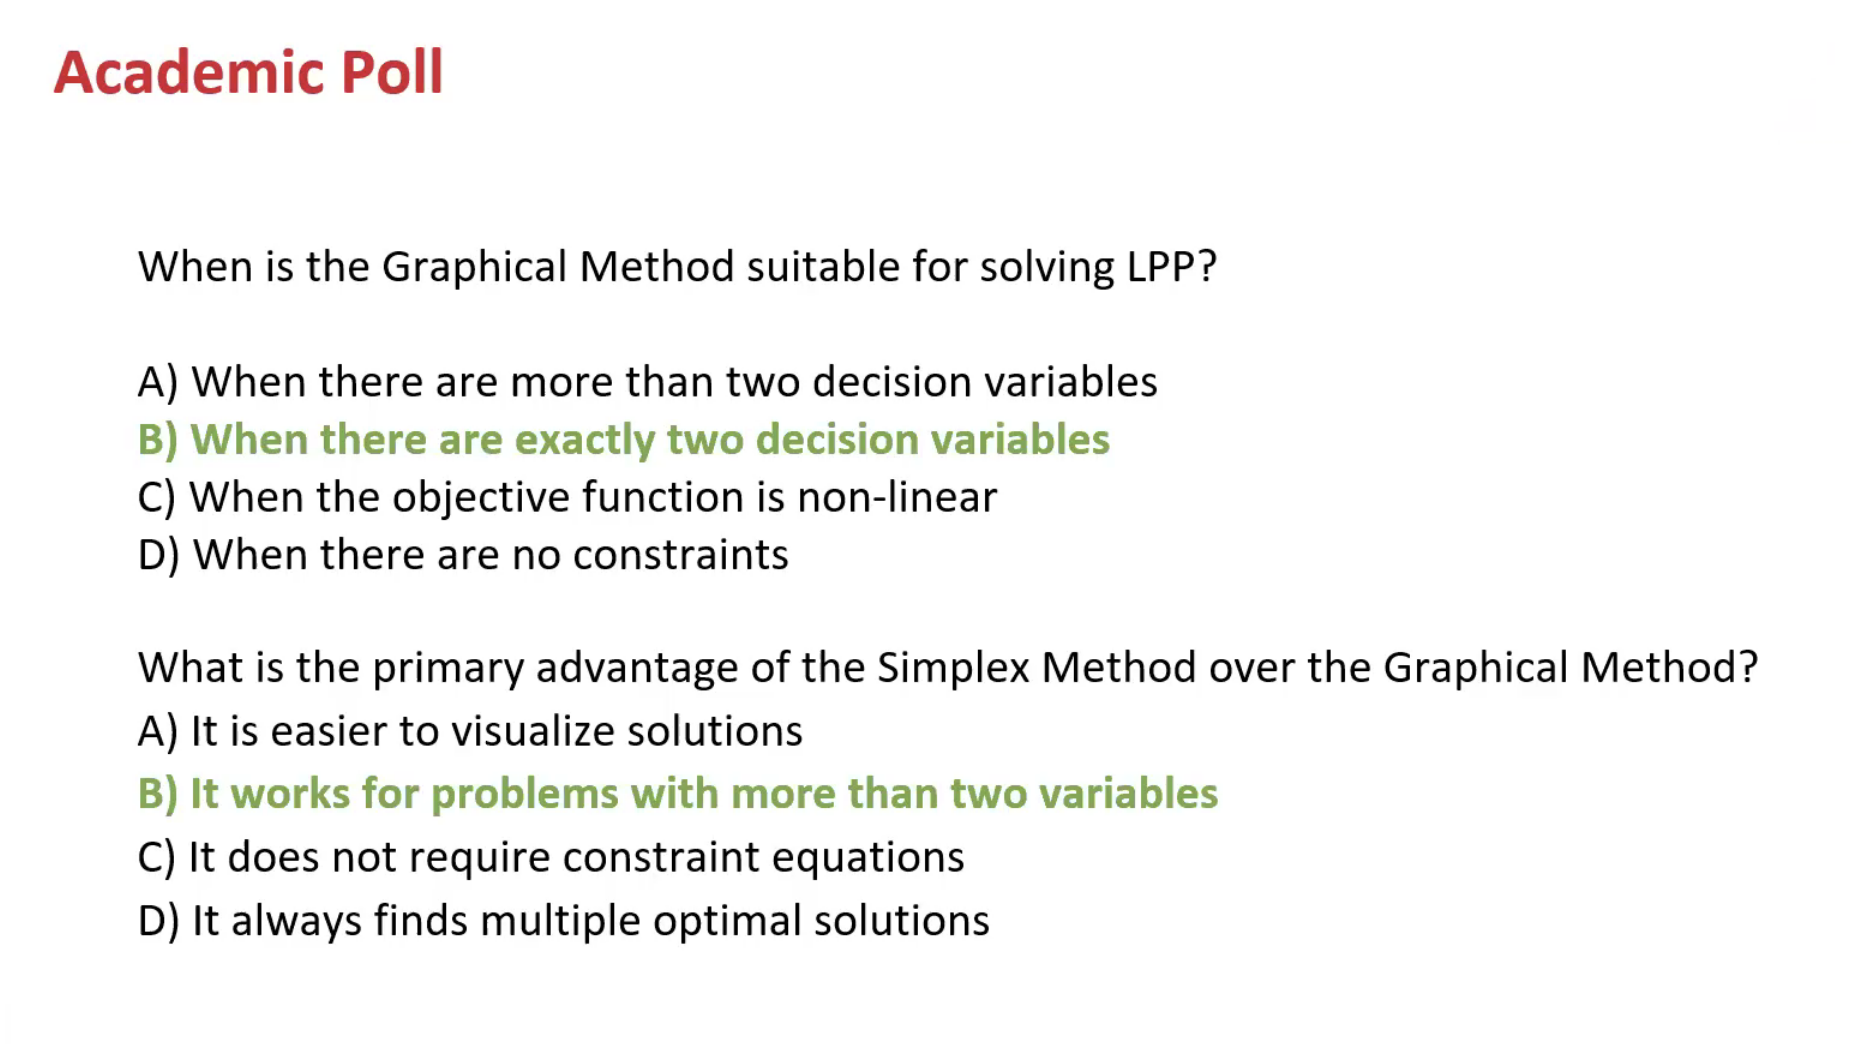 Academic Poll
When is the Graphical Method suitable for solving LPP?
A) When there are more than two decision variables
B) When there are exactly two decision variables
C) When the objective function is non-linear
D) When there are no constraints
What is the primary advantage of the Simplex Method over the Graphical Method?
A) It is easier to visualize solutions
B) It works for problems with more than two variables
C) It does not require constraint equations
D) It always finds multiple optimal solutions